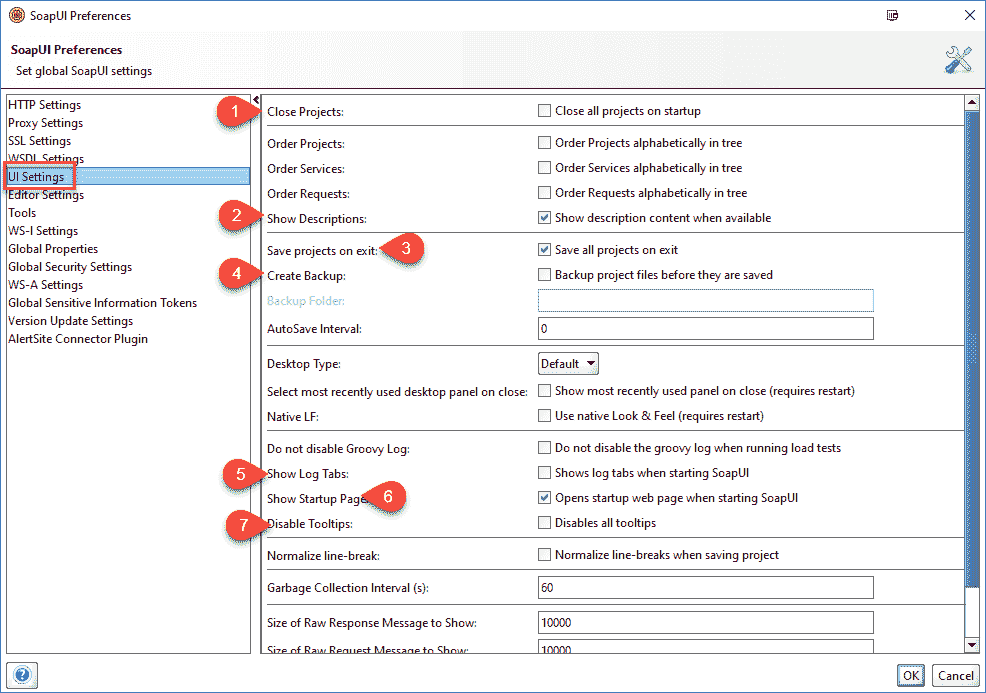 SoapUI Preferences
SoapUI Preferences
Set global SoapUI settings
HTTP Settings
Proxy Settings
SSL Settings
WSDL Settings
UI Settings
Editor Settings
Tools
WS-I Settings
Global Properties
Global Security Settings
WS-A Settings
Global Sensitive Information Tokens
Version Update Settings
AlertSite Connector Plugin
1 Close Projects: Close all projects on startup
Order Projects: Order Projects alphabetically in tree
Order Services: Order Services alphabetically in tree
Order Requests: Order Requests alphabetically in tree
2 Show Descriptions: Show description content when available
Save projects on exit: 3 Save all projects on exit
4 Create Backup: Backup project files before they are saved
Backup Folder:
AutoSave Interval: 0
Desktop Type: Default
Select most recently used desktop panel on close: Show most recently used panel on close (requires restart)
Native LF: Use native Look & Feel (requires restart)
Do not disable Groovy Log: Do not disable the groovy log when running load tests
5 Show Log Tabs: Shows log tabs when starting SoapUI
Show Startup Page 6 Opens startup web page when starting SoapUI
7 Disable Tooltips: Disables all tooltips
Normalize line-break: Normalize line-breaks when saving project
Garbage Collection Interval (s): 60
Size of Raw Response Message to Show: 10000
Size of Raw Request Message to Show: 10000
OK Cancel